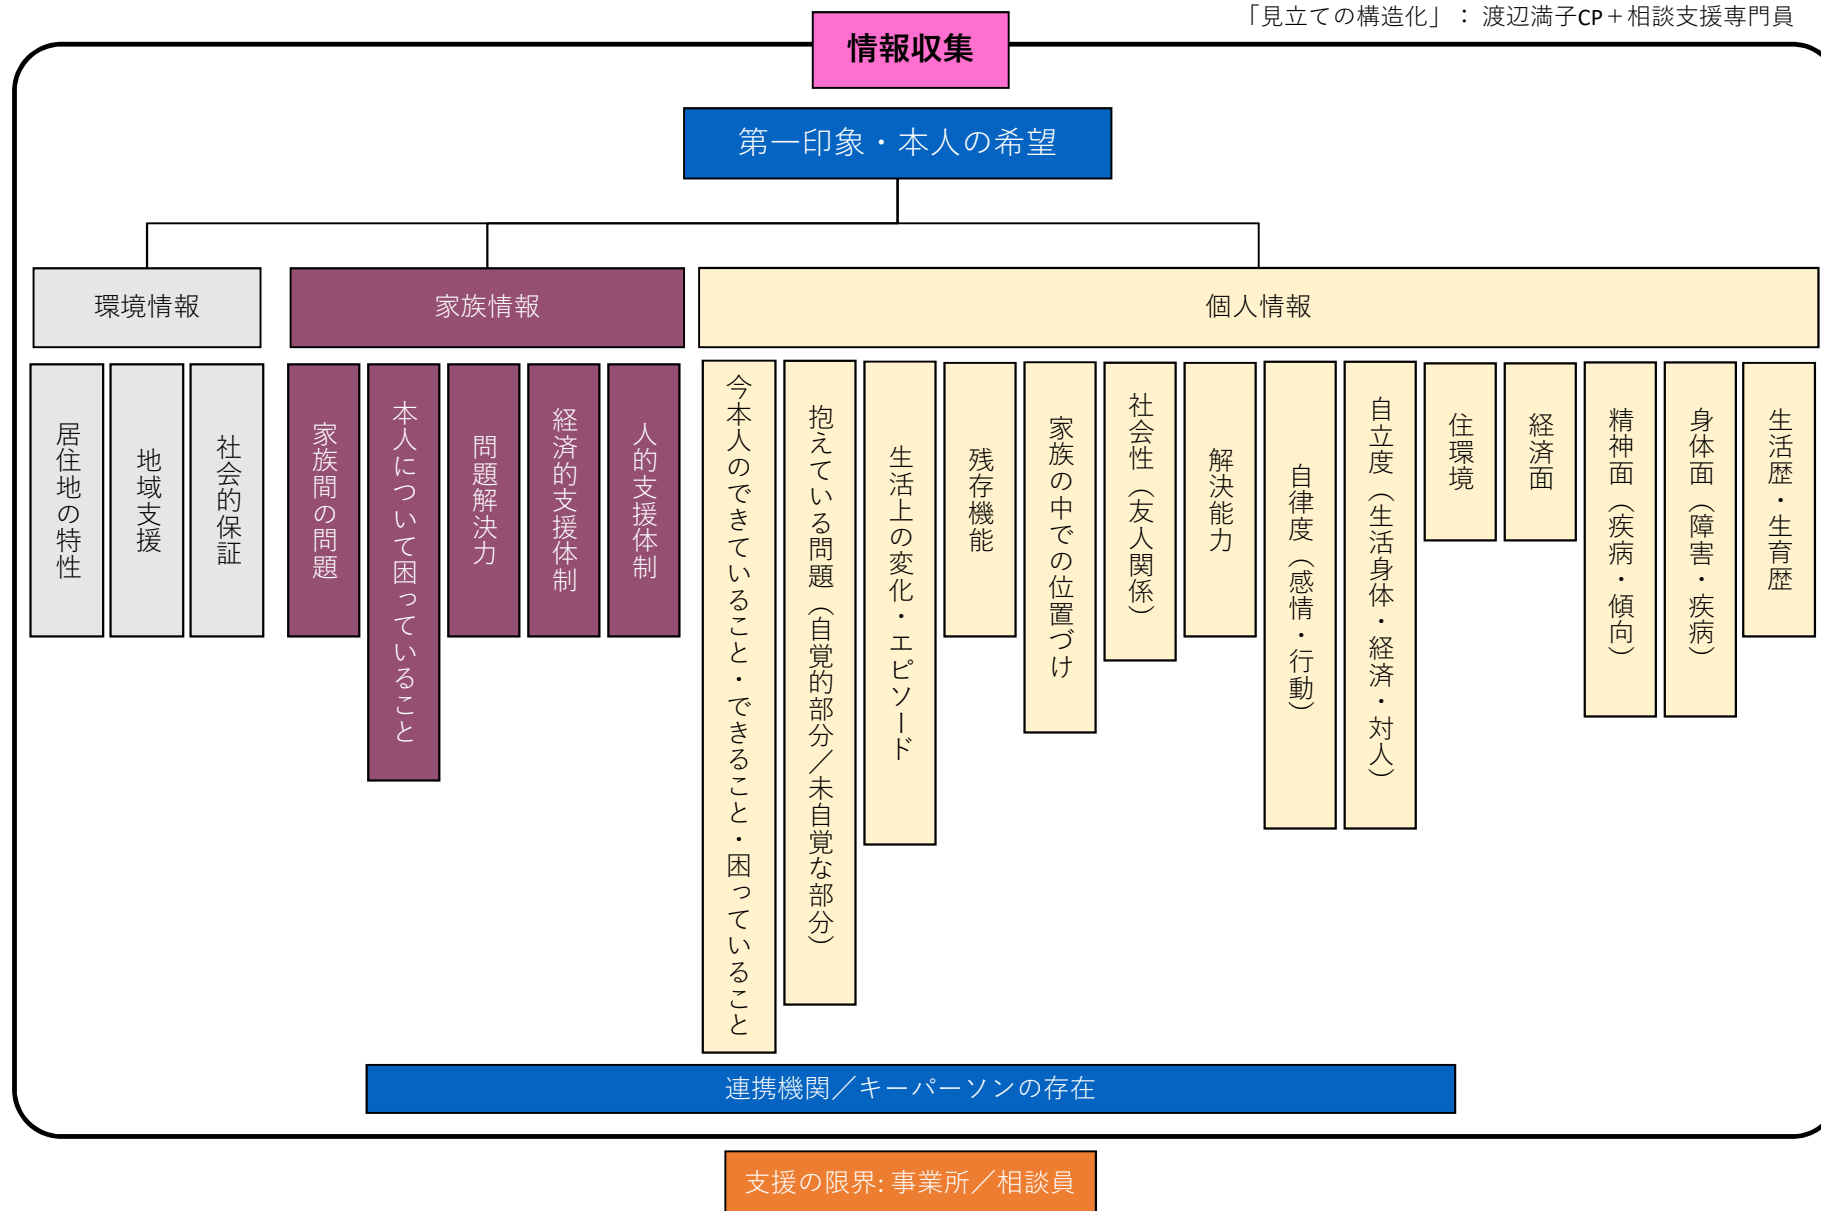 「見立ての構造化」： 渡辺満子CP＋相談支援専門員
情報収集
第一印象・本人の希望
環境情報
家族情報
個人情報
居住地の特性
地域支援
社会的保証
家族間の問題
本人について困っていること
問題解決力
経済的支援体制
人的支援体制
今本人のできていること・できること・困っていること
抱えている問題（自覚的部分／未自覚な部分）
生活上の変化・エピソード
残存機能
家族の中での位置づけ
社会性（友人関係）
解決能力
自律度（感情・行動）
自立度（生活身体・経済・対人）
住環境
経済面
精神面（疾病・傾向）
身体面（障害・疾病）
生活歴・生育歴
連携機関／キーパーソンの存在
支援の限界: 事業所／相談員